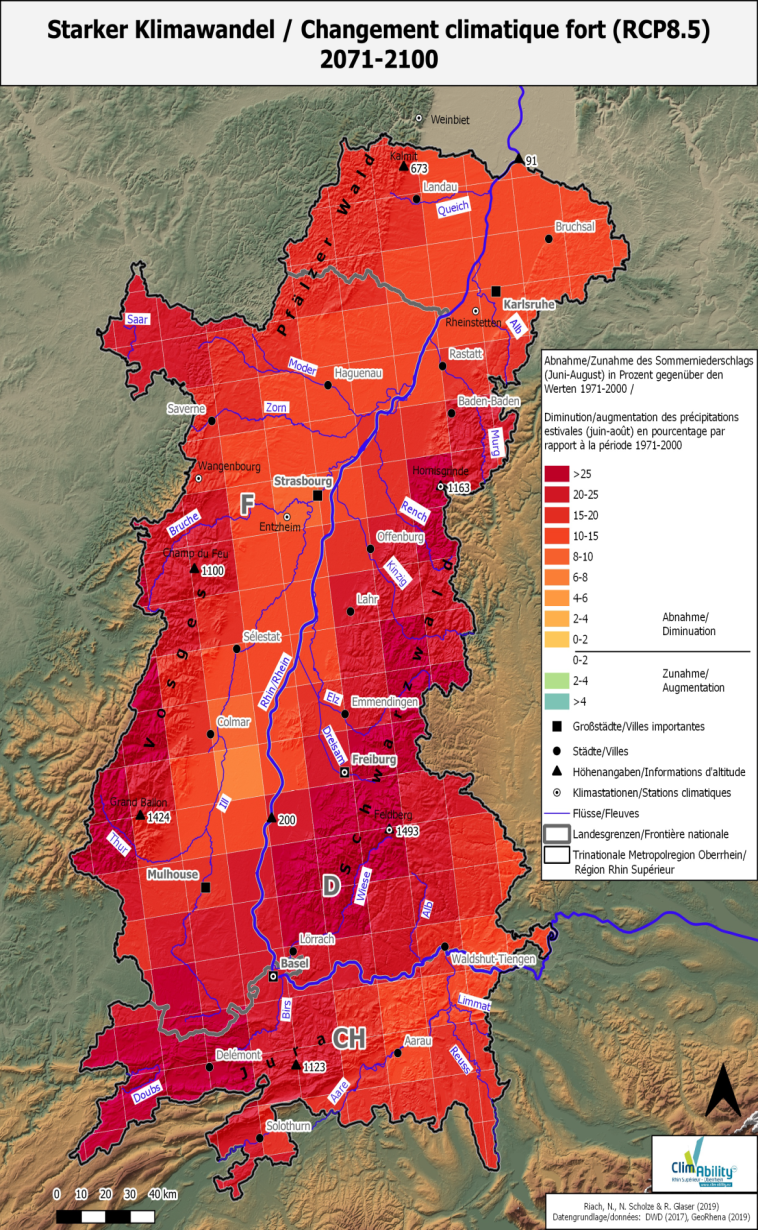 Starker Klimawandel / Changement climatique fort (RCP8.5)
2071-2100
Weinbiet
Kalmit
673
91
Landau
Queich
Pfälzer Wald
Bruchsal
Karlsruhe
Saar
Rheinstetten
Alb
Moder
Haguenau
Rastatt
Zorn
Saverne
Baden-Baden
Murg
Wangenbourg
Strasbourg
Hornisgrinde
1163
F
Bruche
Entzheim
Rench
Offenburg
Champ du Feu
1100
Kinzig
Lahr
Sélestat
Vosges
Schwarzwald
Rhin/Rhein
Elz
Emmendingen
Colmar
Dreisam
Freiburg
Grand Ballon
1424
Ill
200
Feldberg
1493
Thur
Mulhouse
D
Wiese
Alb
Lörrach
Basel
Waldshut-Tiengen
Birs
Limmat
Jura
CH
Aarau
Delémont
1123
Reuss
Doubs
Aare
Solothurn
Abnahme/Zunahme des Sommerniederschlags
(Juni-August) in Prozent gegenüber den
Werten 1971-2000 /
Diminution/augmentation des précipitations
estivales (juin-août) en pourcentage par
rapport à la période 1971-2000
>25
20-25
15-20
10-15
8-10
6-8
4-6
2-4
0-2
Abnahme/
Diminution
0-2
2-4
>4
Zunahme/
Augmentation
Großstädte/Villes importantes
Städte/Villes
Höhenangaben/Informations d'altitude
Klimastationen/Stations climatiques
Flüsse/Fleuves
Landesgrenzen/Frontière nationale
Trinationale Metropolregion Oberrhein/
Région Rhin Supérieur
0 10 20 30 40 km
ClimAbility
Rhin Supérieur - Oberrhein
Riach, N., N. Scholze & R. Glaser (2019)
Datengrundlage/données: DWD (2017), GeoRhena (2019)